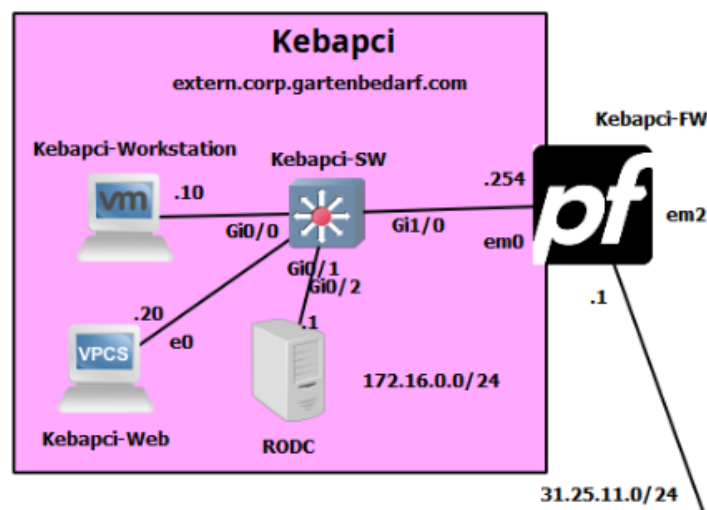 Kebapci
extern.corp.gartenbedarf.com
Kebapci-FW
Kebapci-Workstation
Kebapci-SW
vm
.10
.254
pf
em2
Gi0/0
Gi1/0
em0
Gi0/1
Gi0/2
.1
.20
.1
e0
VPCS
172.16.0.0/24
Kebapci-Web
RODC
31.25.11.0/24